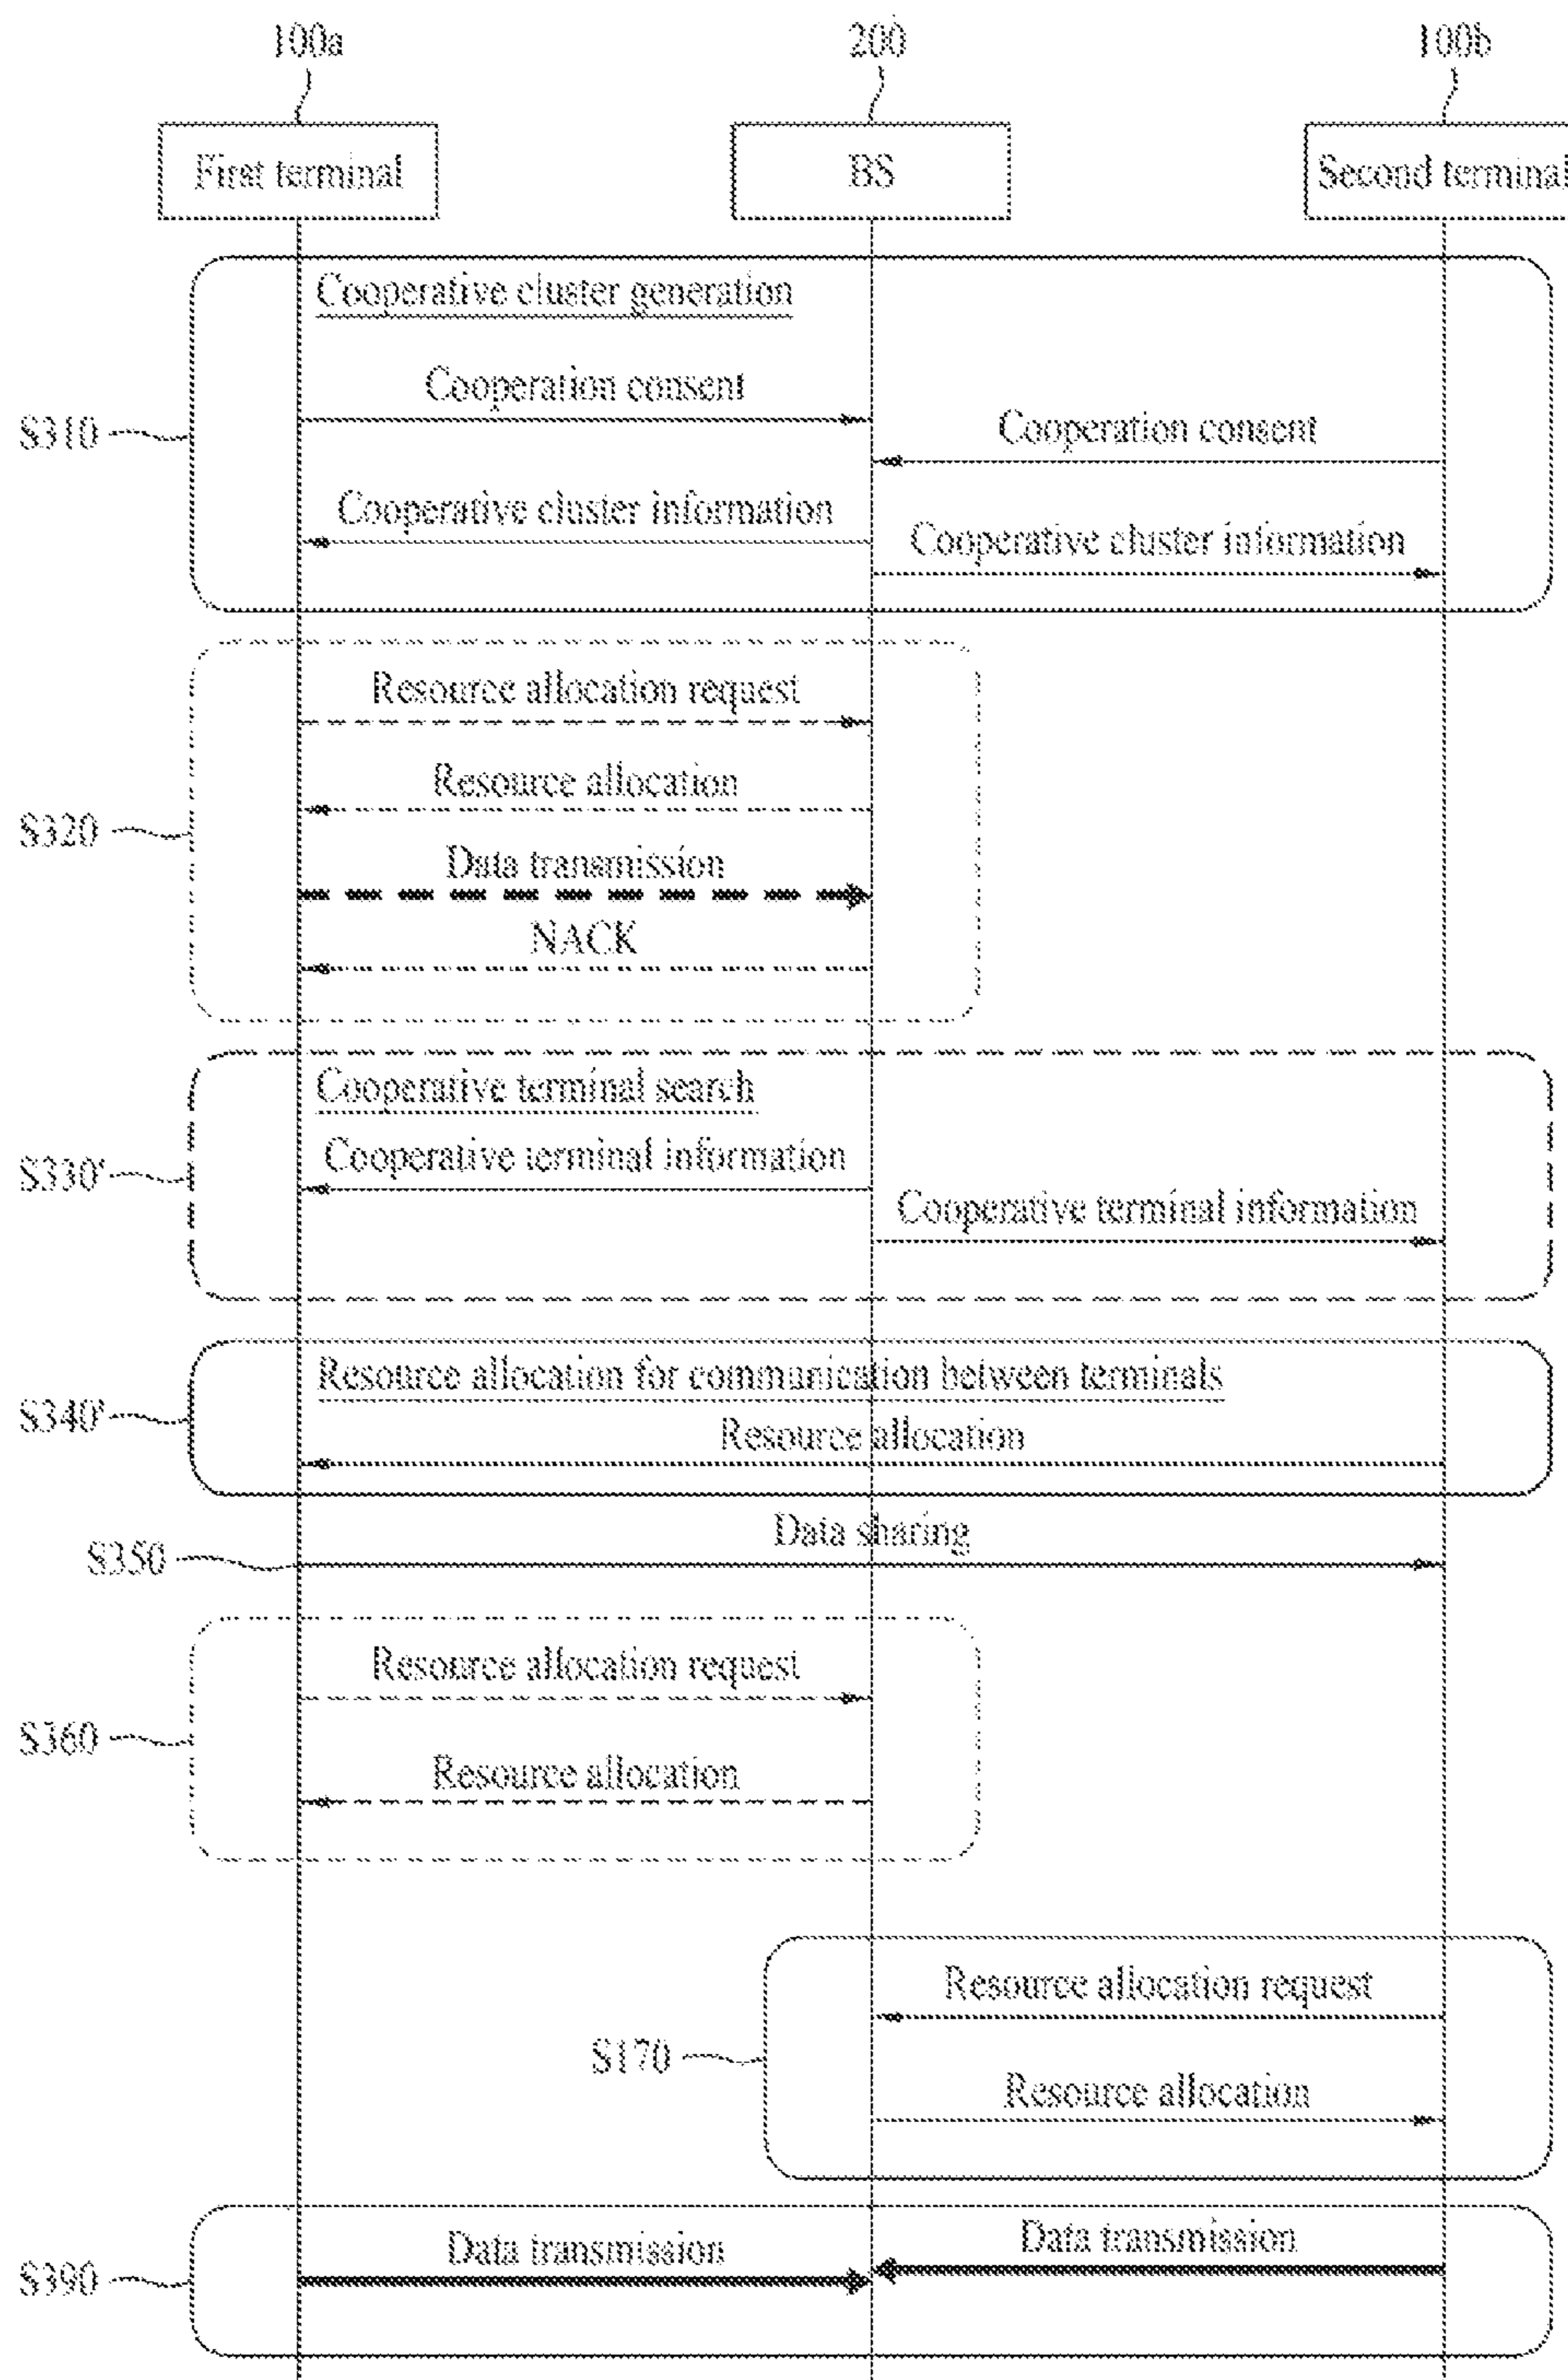 100a
200
100b
First terminal
BS
Second terminal
Cooperative cluster generation
Cooperation consent
S310
Cooperation consent
Cooperative cluster information
Cooperative cluster information
Resource allocation request
Resource allocation
S320
Data transmission
NACK
Cooperative terminal search
Cooperative terminal information
S330'
Cooperative terminal information
Resource allocation for communication between terminals
S340'
Resource allocation
Data sharing
S350
Resource allocation request
S360
Resource allocation
Resource allocation request
S170
Resource allocation
Data transmission
Data transmission
S390